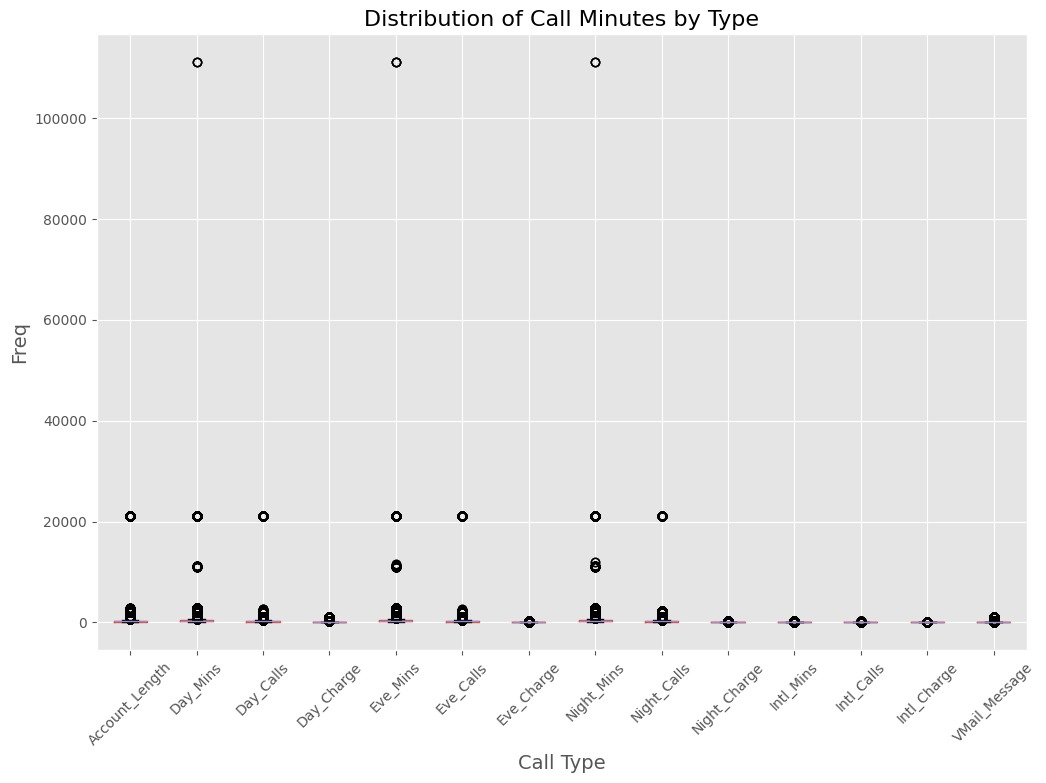 Distribution of Call Minutes by Type
100000
80000
60000
40000
20000
0
Freq
Account_Length
Day_Mins
Day_Calls
Day_Charge
Eve_Mins
Eve_Calls
Eve_Charge
Night_Mins
Night_Calls
Night_Charge
Intl_Mins
Intl_Calls
Intl_Charge
VMail_Message
Call Type